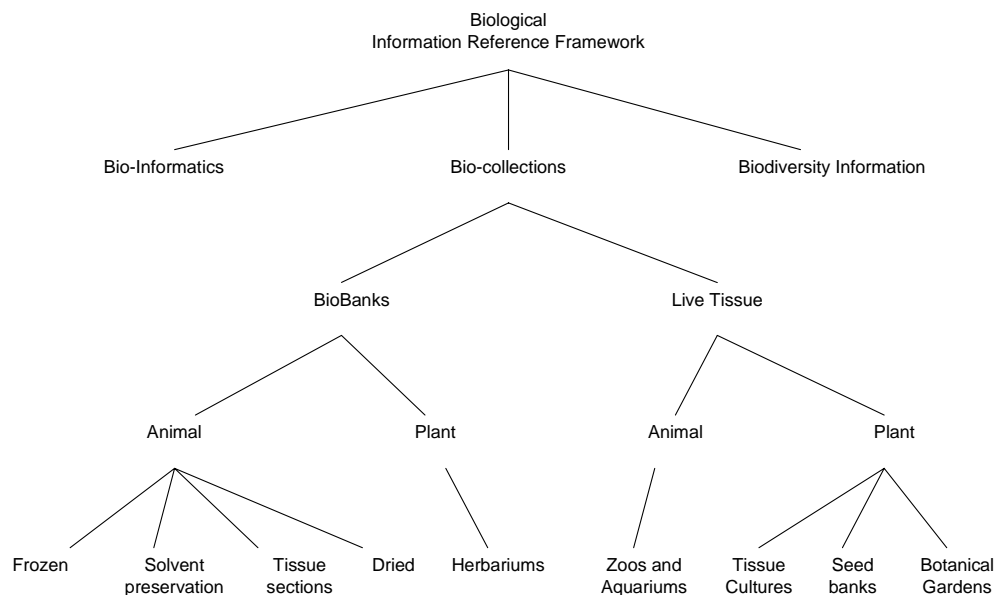 Biological
Information Reference Framework
Bio-Informatics
Bio-collections
Biodiversity Information
BioBanks
Live Tissue
Animal
Plant
Animal
Plant
Frozen
Solvent
preservation
Tissue
sections
Dried
Herbariums
Zoos and
Aquariums
Tissue
Cultures
Seed
banks
Botanical
Gardens